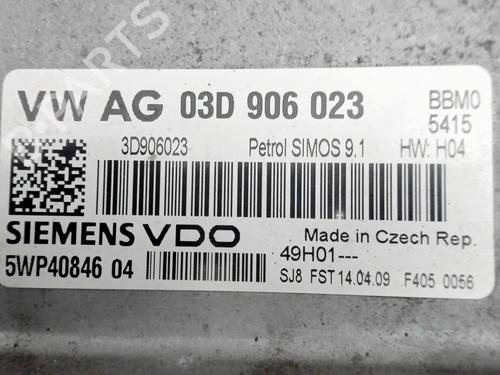 VW AG 03D 906 023 BBM0
5415
3D906023 Petrol SIMOS 9.1 HW: H04
SIEMENS VDO Made in Czech Rep.
5WP40846 04 49H01---
SJ8 FST 14.04.09 F405 0056
PARTS